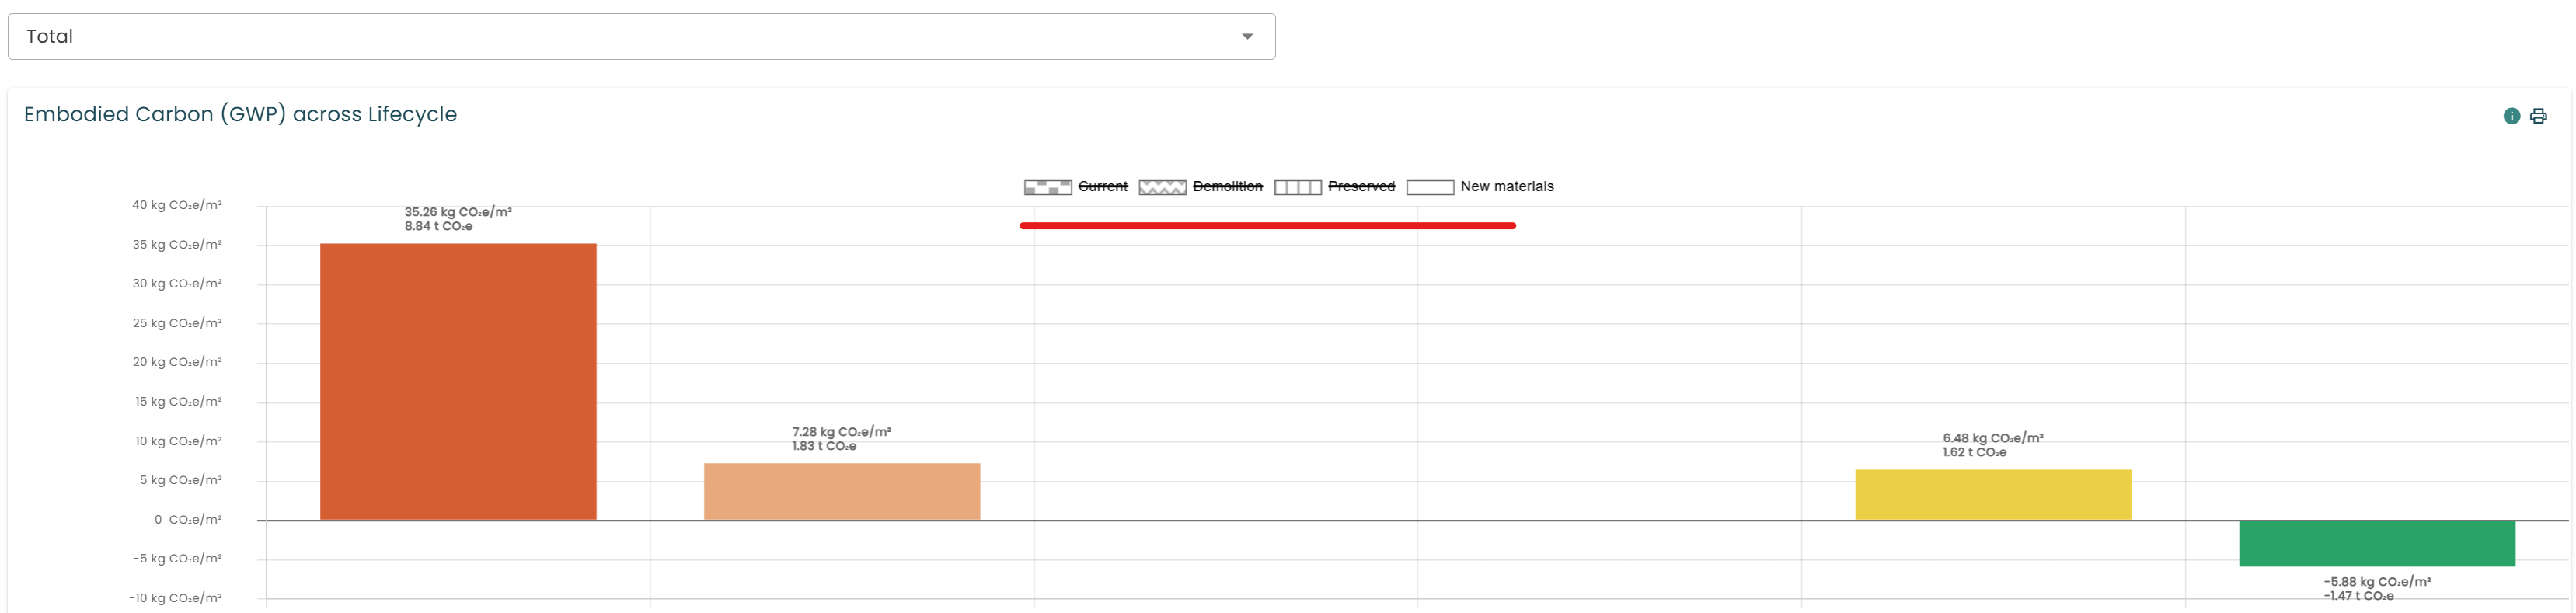 Total
Embodied Carbon (GWP) across Lifecycle
Current Demolition Preserved New materials
40 kg CO₂e/m²
35 kg CO₂e/m²
30 kg CO₂e/m²
25 kg CO₂e/m²
20 kg CO₂e/m²
15 kg CO₂e/m²
10 kg CO₂e/m²
5 kg CO₂e/m²
0 CO₂e/m²
-5 kg CO₂e/m²
-10 kg CO₂e/m²
35.26 kg CO₂e/m²
8.84 t CO₂e
7.28 kg CO₂e/m²
1.83 t CO₂e
6.48 kg CO₂e/m²
1.62 t CO₂e
-5.88 kg CO₂e/m²
-1.47 t CO₂e